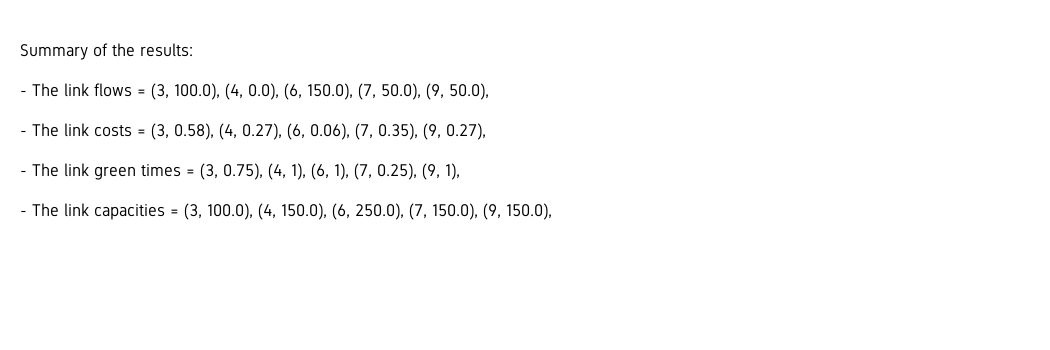 Summary of the results:
- The link flows = (3, 100.0), (4, 0.0), (6, 150.0), (7, 50.0), (9, 50.0),
- The link costs = (3, 0.58), (4, 0.27), (6, 0.06), (7, 0.35), (9, 0.27),
- The link green times = (3, 0.75), (4, 1), (6, 1), (7, 0.25), (9, 1),
- The link capacities = (3, 100.0), (4, 150.0), (6, 250.0), (7, 150.0), (9, 150.0),